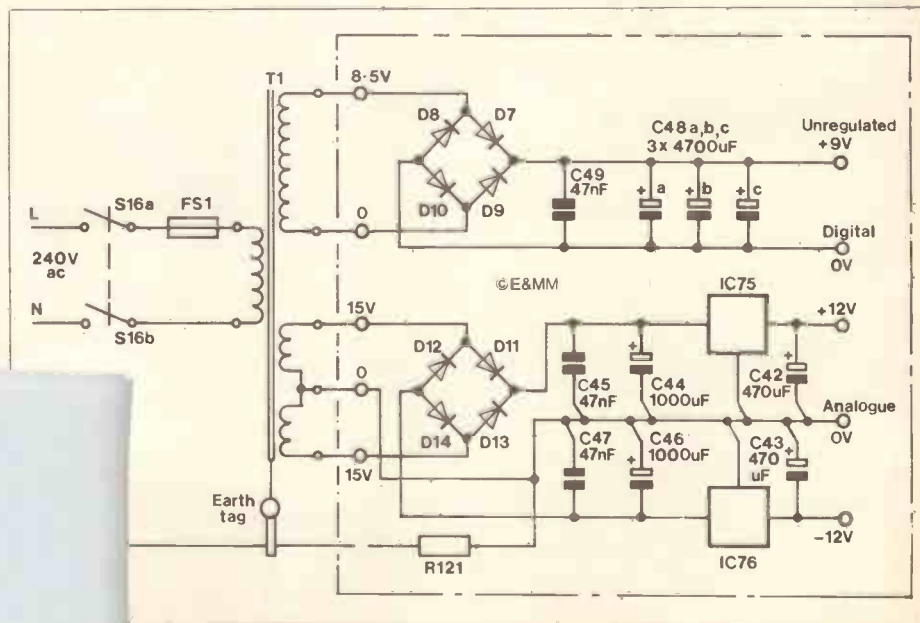 T1
8·5V
D8
D7
D10
D9
0
C49
47nF
C48 a,b,c
3 x 4700uF
+ a
+ b
+ c
Unregulated
+9V
Digital
0V
L
S16a
FS1
240V
ac
N
S16b
©E&MM
15V
D12
D11
0
D14
D13
15V
C45
47nF
C44
1000uF
+
C47
47nF
C46
1000uF
+
IC75
+12V
C42
470uF
+
Analogue
0V
C43
470
uF
+
IC76
-12V
Earth
tag
R121